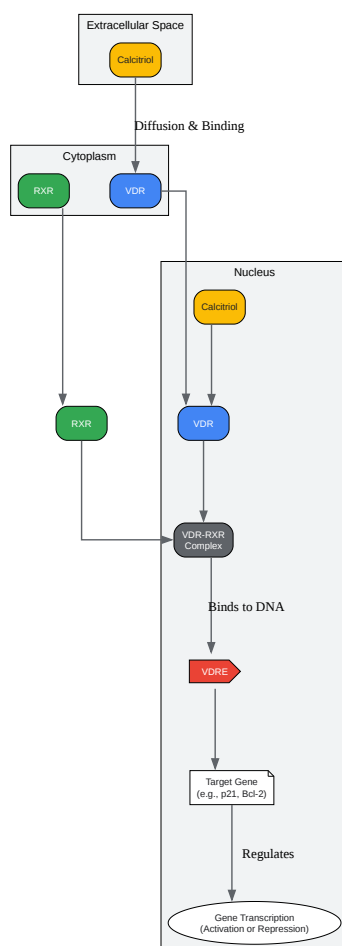 Extracellular Space
Calcitriol
Diffusion & Binding
Cytoplasm
RXR
VDR
Nucleus
Calcitriol
RXR
VDR
VDR-RXR
Complex
Binds to DNA
VDRE
Target Gene
(e.g., p21, Bcl-2)
Regulates
Gene Transcription
(Activation or Repression)